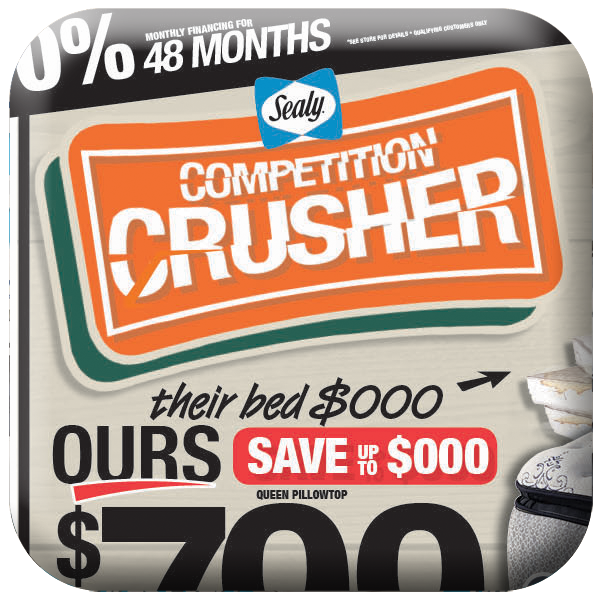 0% MONTHLY FINANCING FOR
48 MONTHS
*SEE STORE FOR DETAILS • QUALIFYING CUSTOMERS ONLY
Sealy
COMPETITION
CRUSHER
their bed $000
OURS SAVE UP TO $000
QUEEN PILLOWTOP
$700